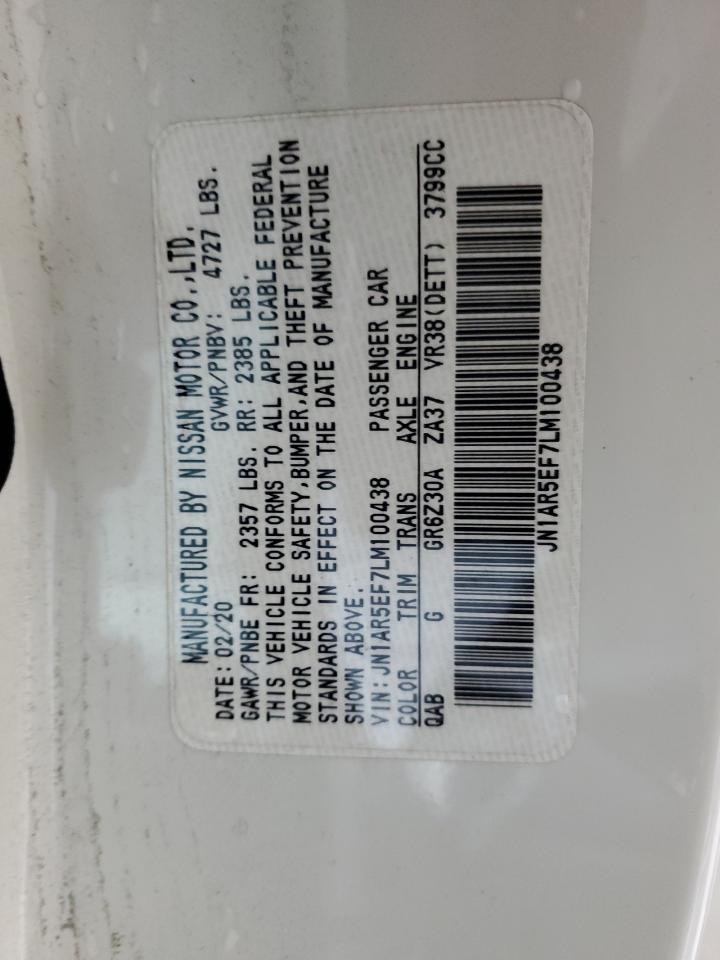 MANUFACTURED BY NISSAN MOTOR CO.,LTD.
DATE: 02/20 GVWR/PNBV: 4727 LBS.
GAWR/PNBE FR: 2357 LBS. RR: 2385 LBS.
THIS VEHICLE CONFORMS TO ALL APPLICABLE FEDERAL
MOTOR VEHICLE SAFETY,BUMPER,AND THEFT PREVENTION
STANDARDS IN EFFECT ON THE DATE OF MANUFACTURE
SHOWN ABOVE.
VIN:JN1AR5EF7LM100438 PASSENGER CAR
COLOR TRIM TRANS AXLE ENGINE
QAB G GR6Z30A ZA37 VR38(DETT) 3799CC
JN1AR5EF7LM100438